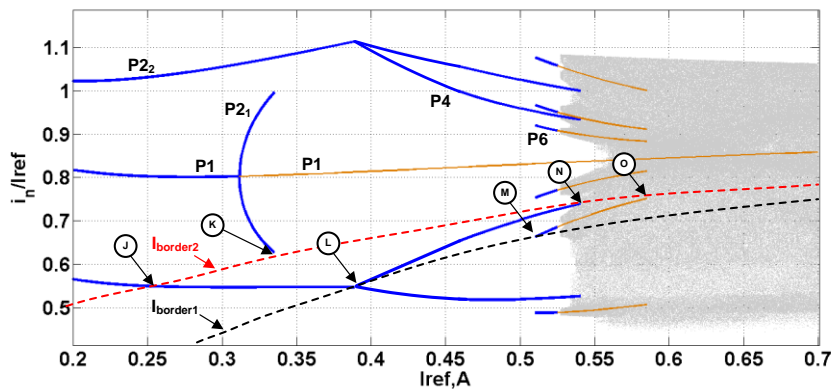 i_n/Iref
1.1
1
0.9
0.8
0.7
0.6
0.5
P2_2
P2_1
P4
P6
P1
P1
O
N
M
K
L
J
I_border2
I_border1
0.2
0.25
0.3
0.35
0.4
0.45
0.5
0.55
0.6
0.65
0.7
Iref,A